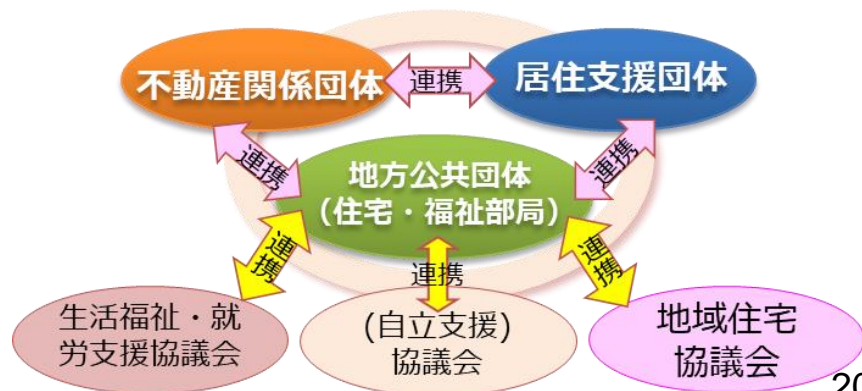 不動産関係団体
連携
居住支援団体
連携
連携
地方公共団体
(住宅・福祉部局)
連携
連携
連携
生活福祉・就
労支援協議会
(自立支援)
協議会
地域住宅
協議会